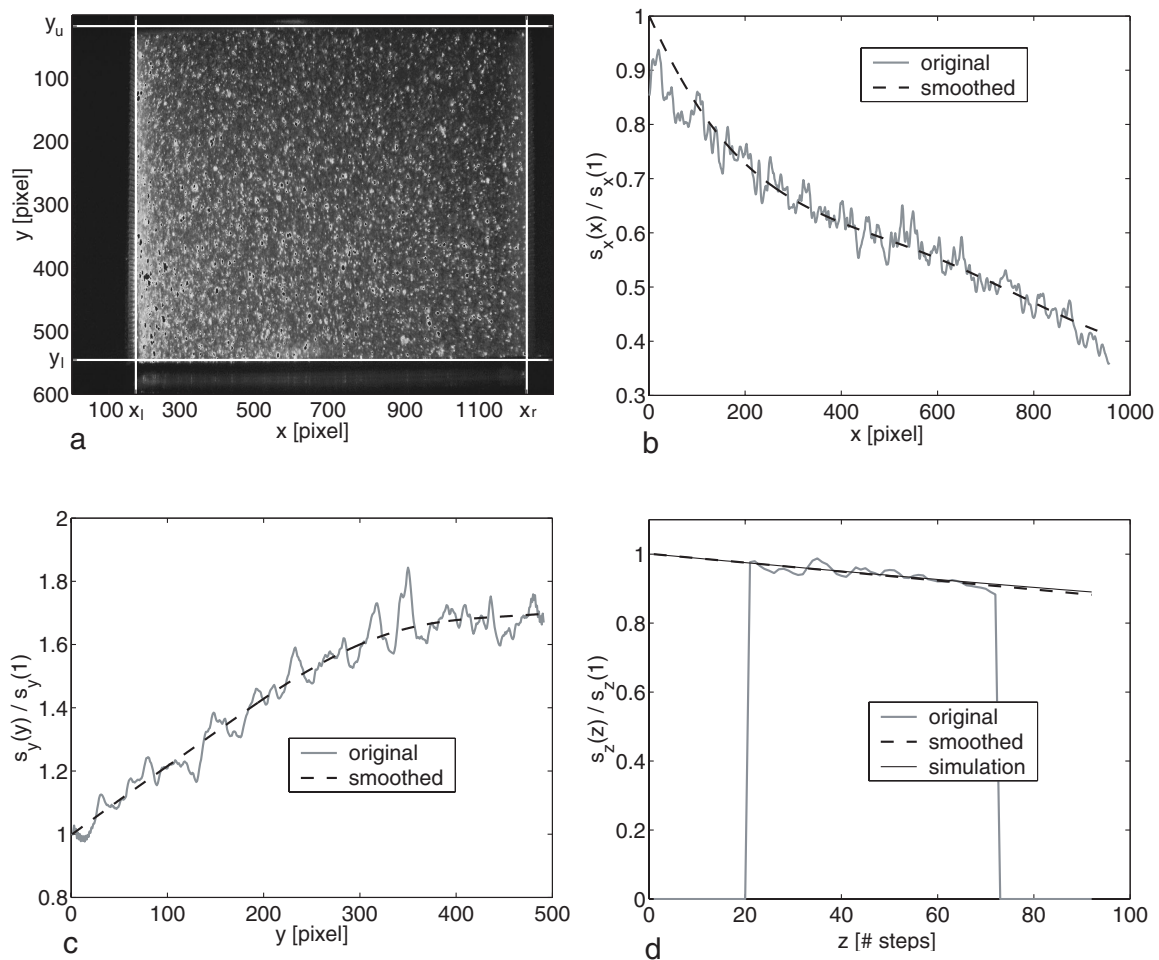 y_u
100
200
300
400
500
y_l
600
y [pixel]
100 x_l 300 500 700 900 1100 x_r
x [pixel]
a
1
0.9
0.8
0.7
0.6
0.5
0.4
0.3
s_x(x) / s_x(1)
original
smoothed
0 200 400 600 800 1000
x [pixel]
b
2
1.8
1.6
1.4
1.2
1
0.8
s_y(y) / s_y(1)
original
smoothed
0 100 200 300 400 500
y [pixel]
c
1
0.8
0.6
0.4
0.2
0
s_z(z) / s_z(1)
original
smoothed
simulation
0 20 40 60 80 100
z [# steps]
d